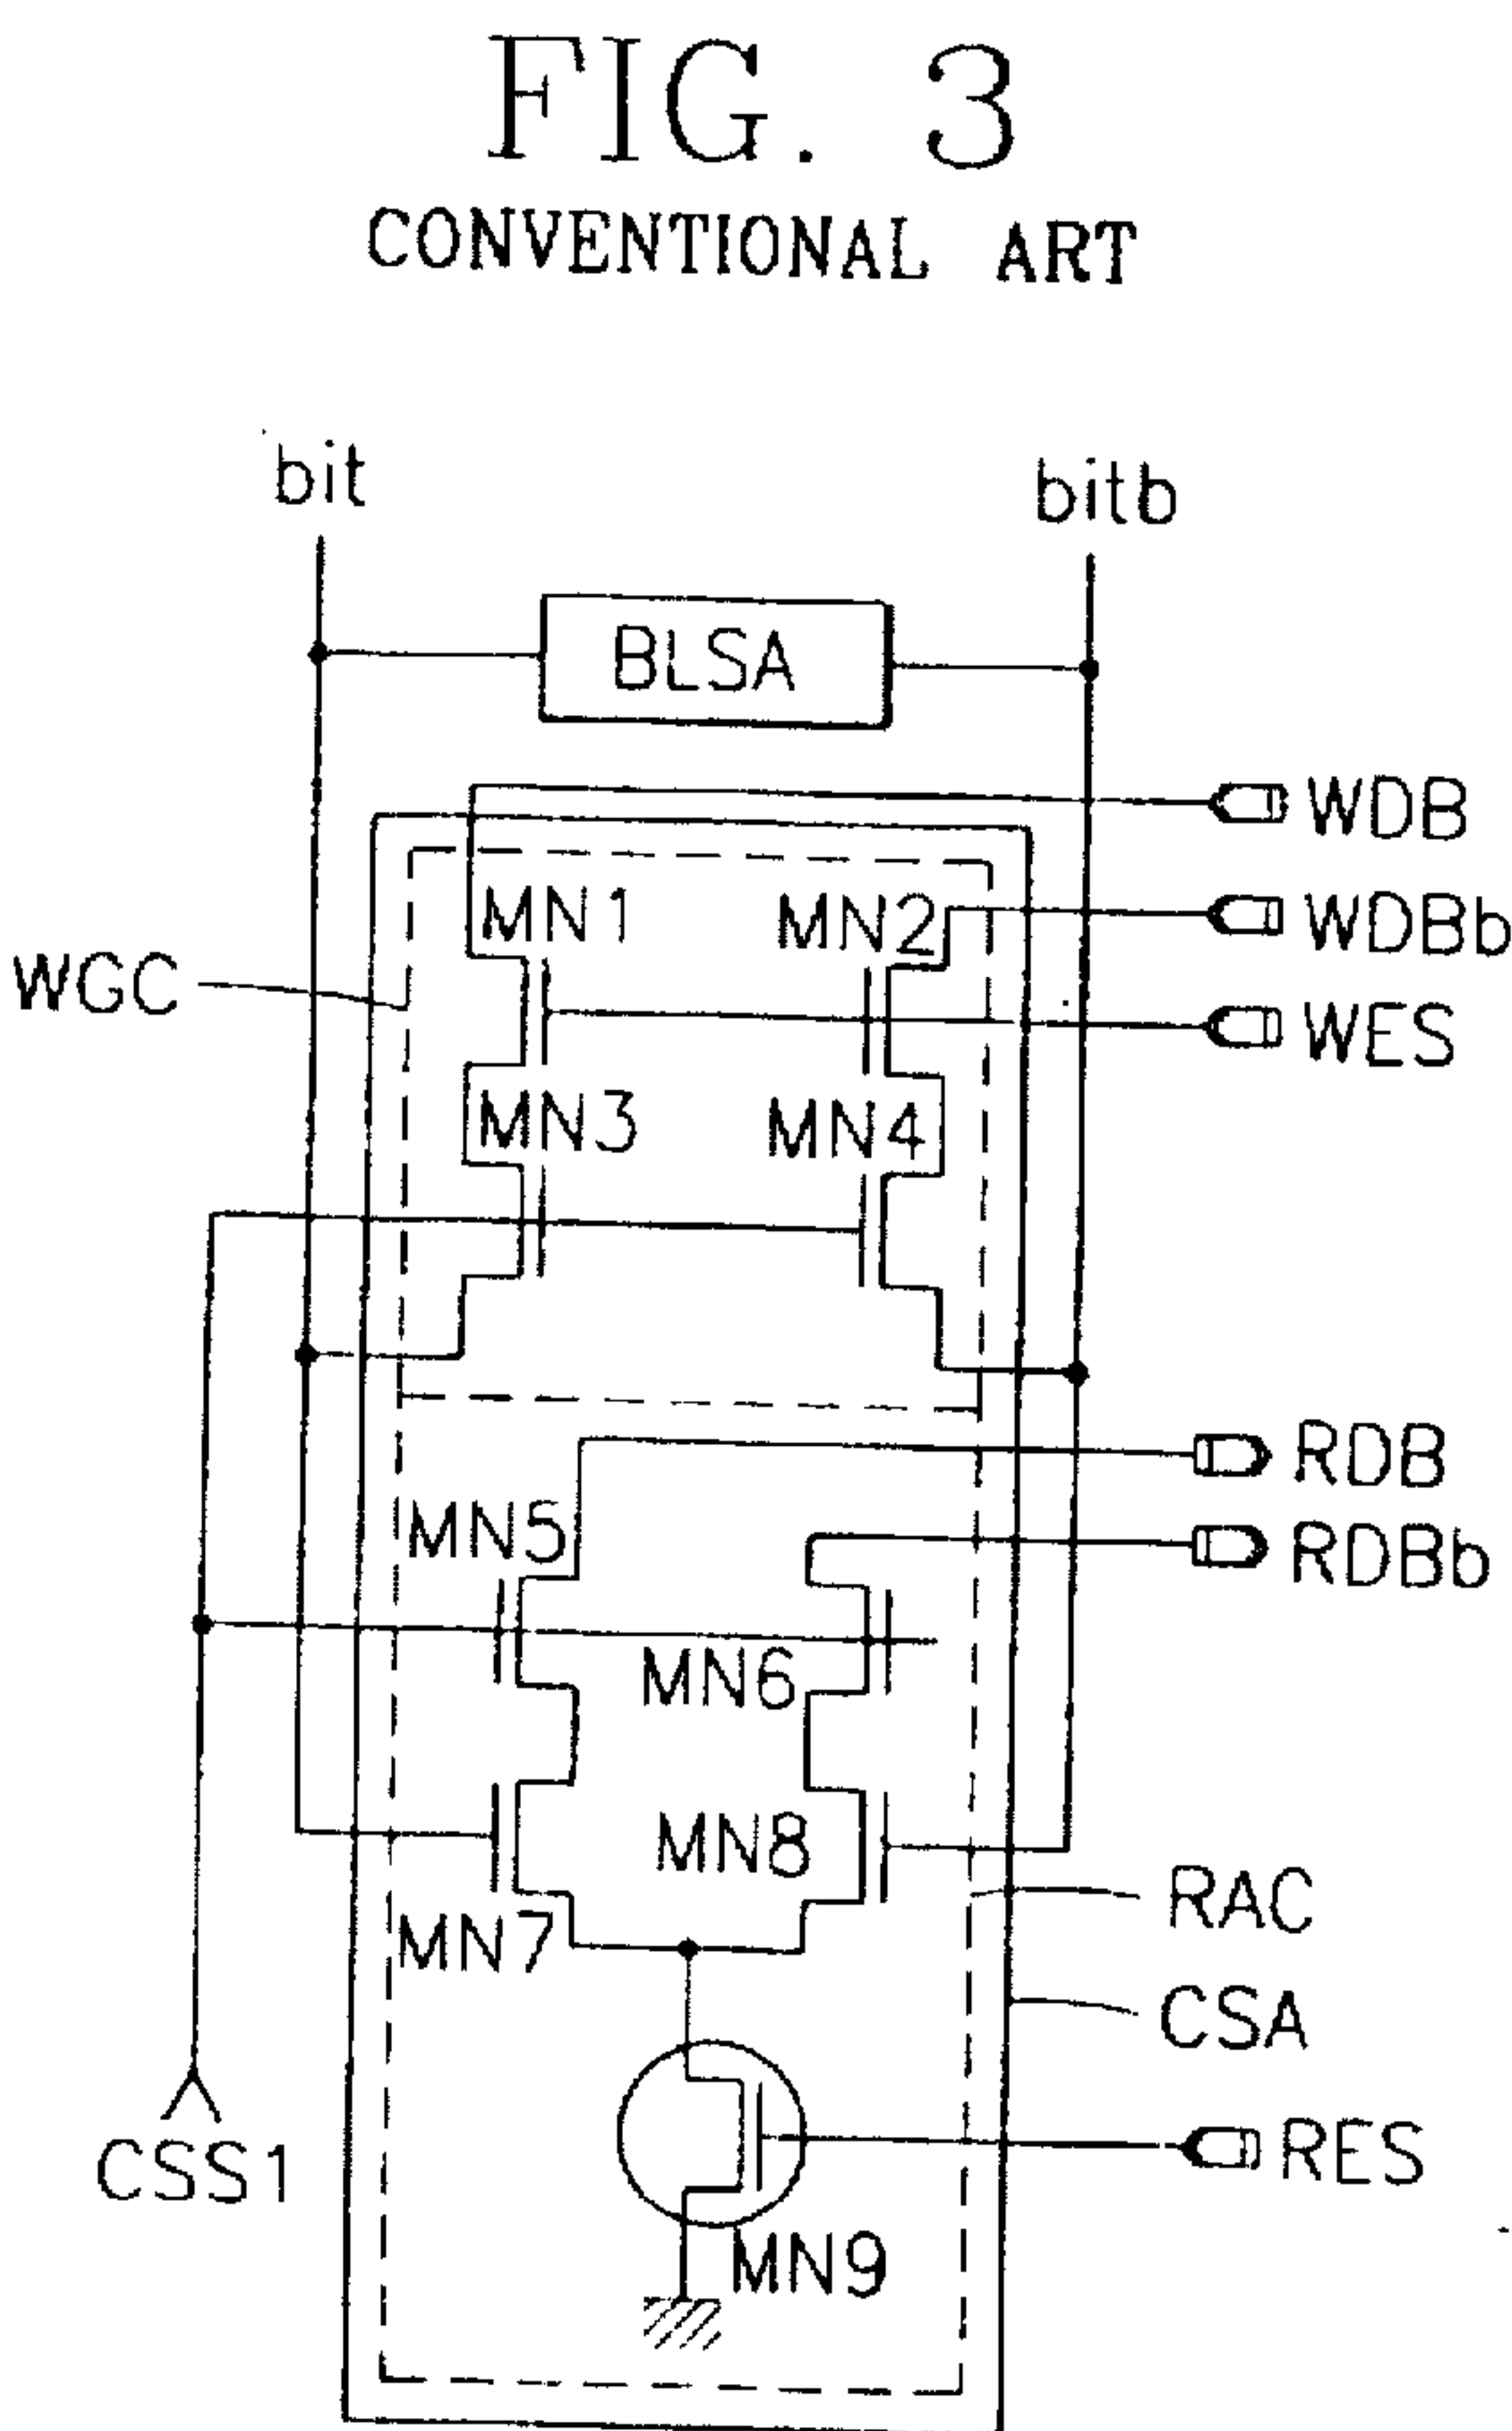 FIG. 3
CONVENTIONAL ART
bit
bitb
BLSA
WDB
MN1
MN2
WDBb
WGC
WES
MN3
MN4
RDB
MN5
RDBb
MN6
MN8
RAC
MN7
CSA
CSS1
RES
MN9